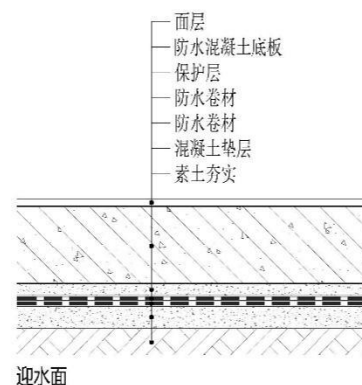 面层
防水混凝土底板
保护层
防水卷材
防水卷材
混凝土垫层
素土夯实
迎水面